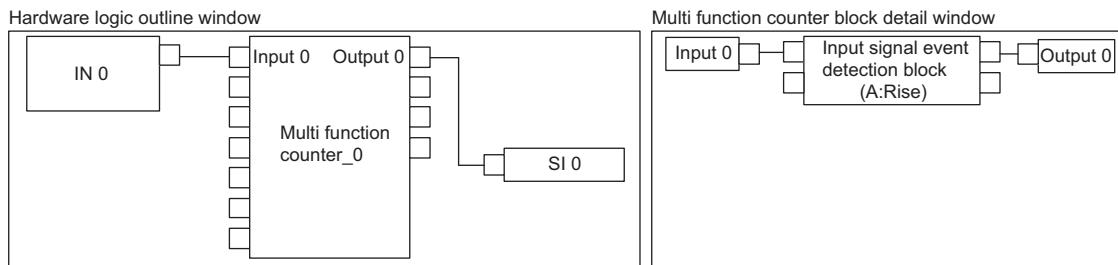 Hardware logic outline window
IN 0
Input 0
Output 0
Multi function
counter_0
SI 0
Multi function counter block detail window
Input 0
Input signal event
detection block
(A:Rise)
Output 0